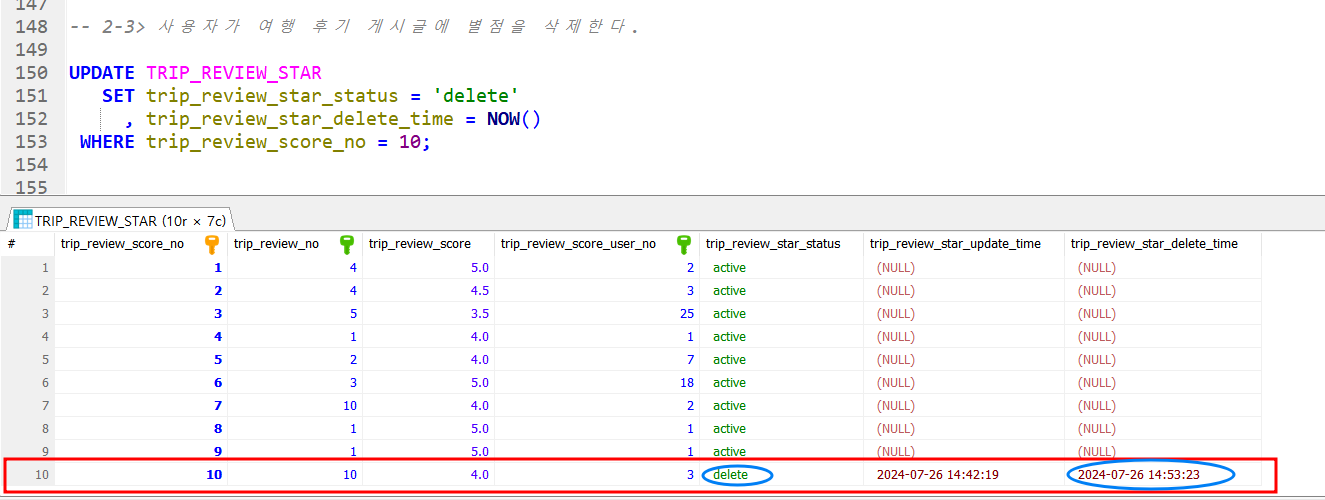 147
148 -- 2-3> 사용자가 여행 후기 게시글에 별점을 삭제한다.
149
150 UPDATE TRIP_REVIEW_STAR
151 SET trip_review_star_status = 'delete'
152 , trip_review_star_delete_time = NOW()
153 WHERE trip_review_score_no = 10;
154
155
TRIP_REVIEW_STAR (10r × 7c)
# trip_review_score_no trip_review_no trip_review_score trip_review_score_user_no trip_review_star_status trip_review_star_update_time trip_review_star_delete_time
1 1 4 5.0 2 active (NULL) (NULL)
2 2 4 4.5 3 active (NULL) (NULL)
3 3 5 3.5 25 active (NULL) (NULL)
4 4 1 4.0 1 active (NULL) (NULL)
5 5 2 4.0 7 active (NULL) (NULL)
6 6 3 5.0 18 active (NULL) (NULL)
7 7 10 4.0 2 active (NULL) (NULL)
8 8 1 5.0 1 active (NULL) (NULL)
9 9 1 5.0 1 active (NULL) (NULL)
10 10 10 4.0 3 delete 2024-07-26 14:42:19 2024-07-26 14:53:23